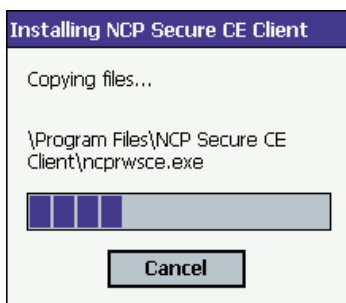 Installing NCP Secure CE Client
Copying files...
\Program Files\NCP Secure CE
Client\ncprwsce.exe
Cancel